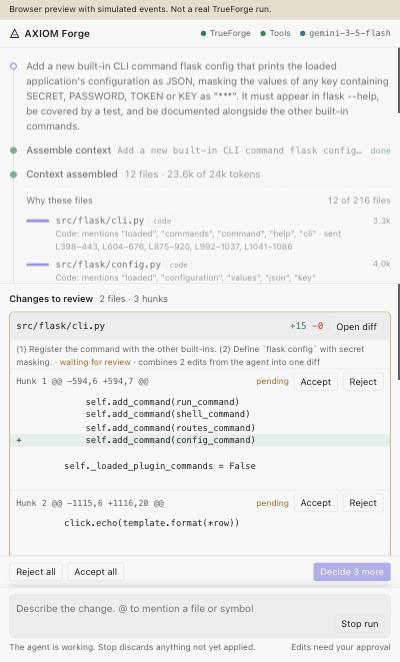 Browser preview with simulated events. Not a real TrueForge run.
AXIOM Forge
TrueForge
Tools
gemini-3-5-flash
Add a new built-in CLI command flask config that prints the loaded
application's configuration as JSON, masking the values of any key containing
SECRET, PASSWORD, TOKEN or KEY as "***". It must appear in flask --help,
be covered by a test, and be documented alongside the other built-in
commands.
Assemble context Add a new built-in CLI command flask config… done
Context assembled 12 files · 23.6k of 24k tokens
Why these files 12 of 216 files
src/flask/cli.py code 3.3k
Code: mentions "loaded", "commands", "command", "help", "cli" · sent
L398–443, L604–676, L875–920, L992–1037, L1041–1086
src/flask/config.py code 4.0k
Code: mentions "loaded", "configuration", "values", "json", "key"
Changes to review 2 files · 3 hunks
src/flask/cli.py +15 −0 Open diff
(1) Register the command with the other built-ins. (2) Define `flask config` with secret
masking. · waiting for review · combines 2 edits from the agent into one diff
Hunk 1 @@ −594,6 +594,7 @@ pending Accept Reject
self.add_command(run_command)
self.add_command(shell_command)
self.add_command(routes_command)
+ self.add_command(config_command)
self._loaded_plugin_commands = False
Hunk 2 @@ −1115,6 +1116,20 @@ pending Accept Reject
click.echo(template.format(*row))
Reject all Accept all Decide 3 more
Describe the change. @ to mention a file or symbol
Stop run
The agent is working. Stop discards anything not yet applied. Edits need your approval